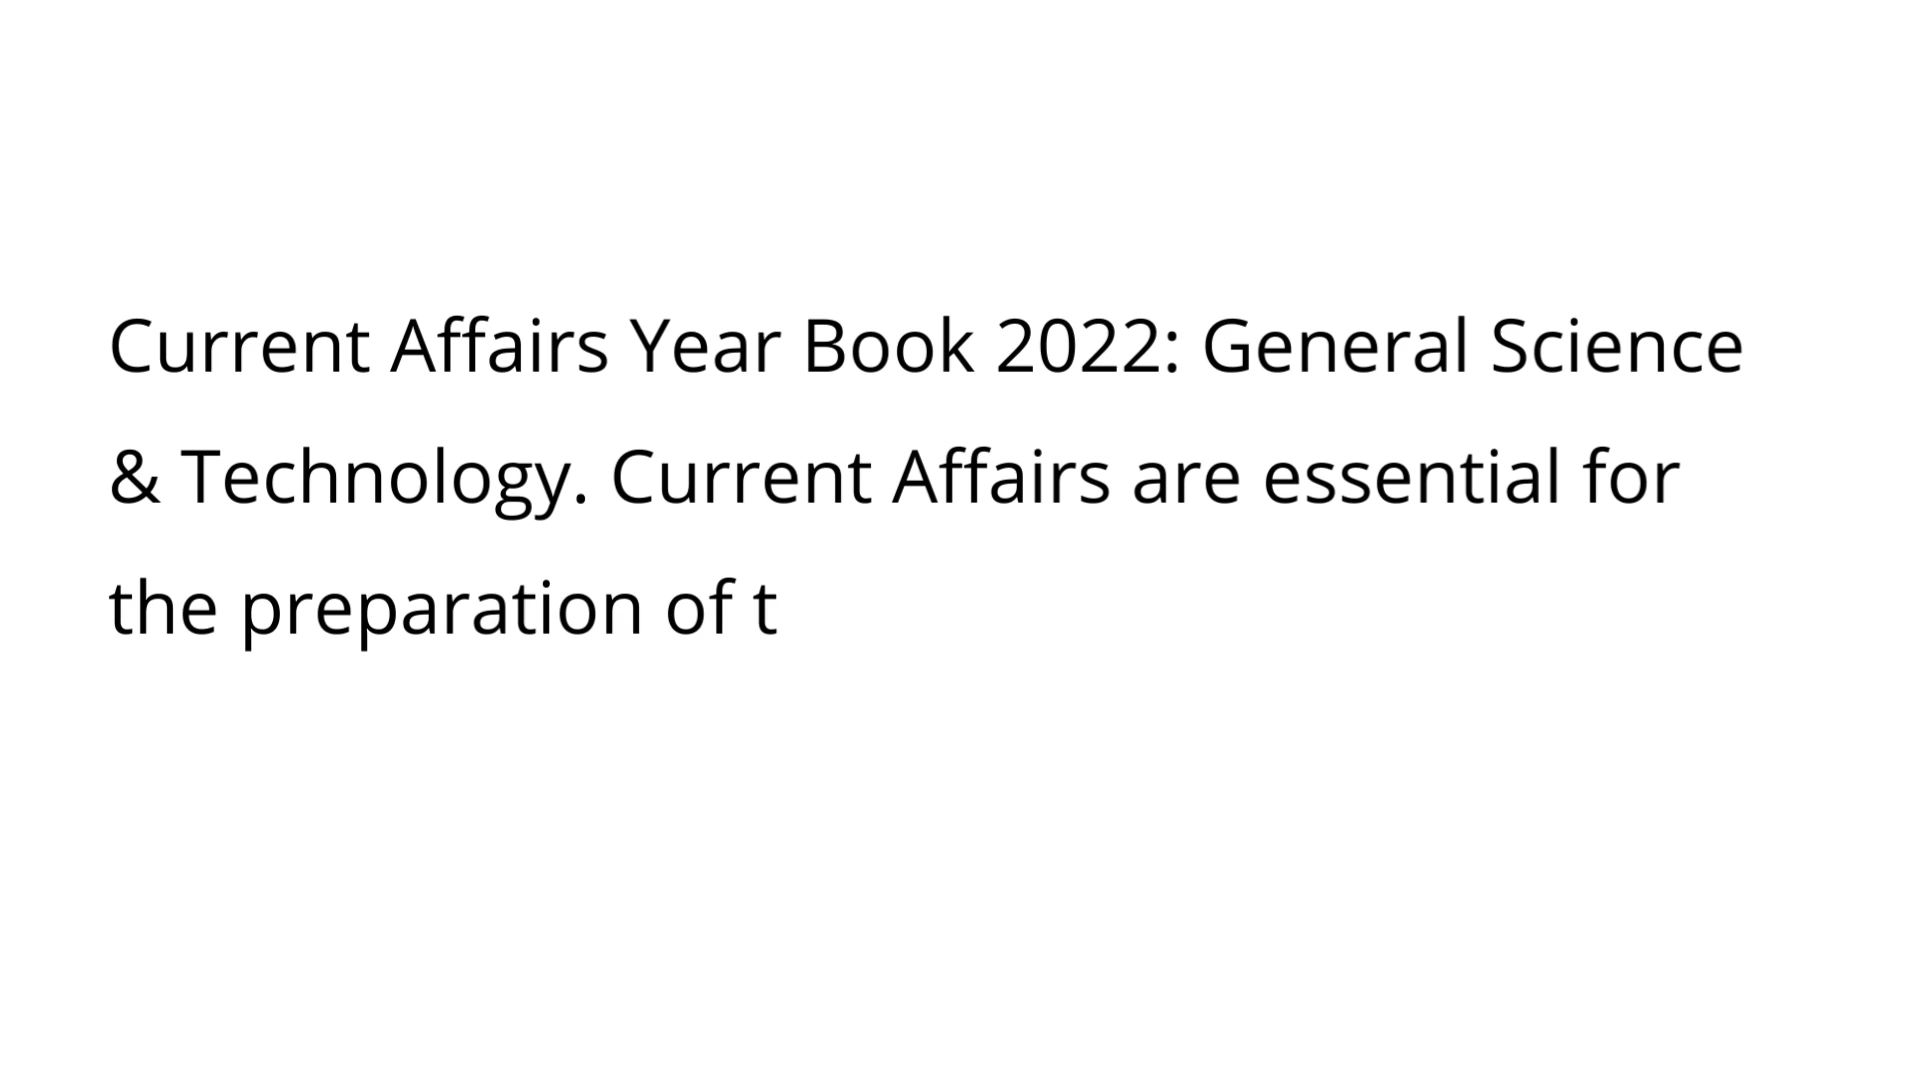 Current Affairs Year Book 2022: General Science
& Technology. Current Affairs are essential for
the preparation of t